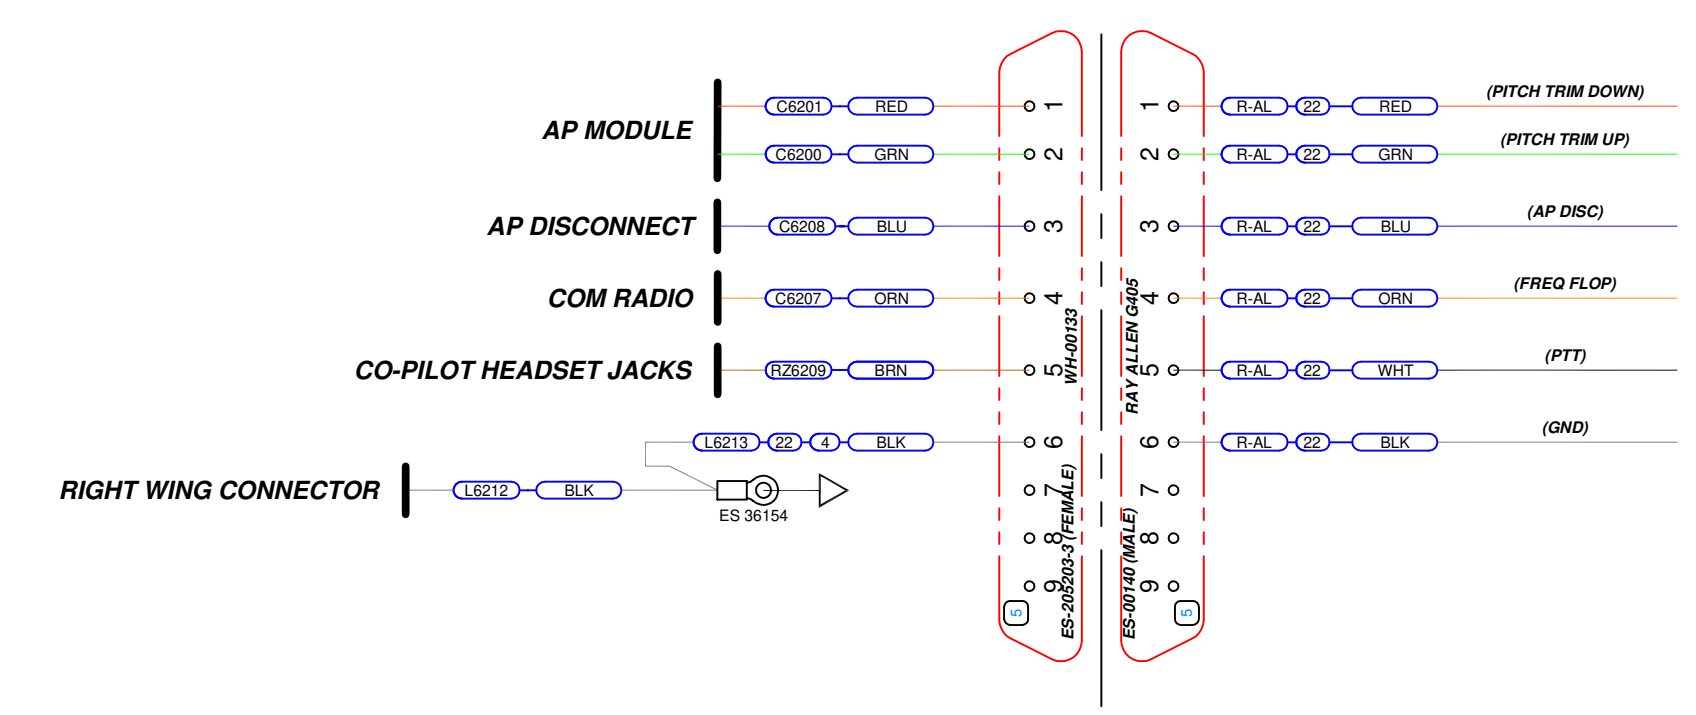 AP MODULE
C6201 RED 1
C6200 GRN 2
AP DISCONNECT
C6208 BLU 3
COM RADIO
C6207 ORN 4
CO-PILOT HEADSET JACKS
RZ6209 BRN 5
L6213 22 4 BLK 6
RIGHT WING CONNECTOR
L6212 BLK
ES 36154
7
8
9
WH-00133
ES-205203-3 (FEMALE)
5
RAY ALLEN G405
ES-00140 (MALE)
5
1 R-AL 22 RED (PITCH TRIM DOWN)
2 R-AL 22 GRN (PITCH TRIM UP)
3 R-AL 22 BLU (AP DISC)
4 R-AL 22 ORN (FREQ FLOP)
5 R-AL 22 WHT (PTT)
6 R-AL 22 BLK (GND)
7
8
9